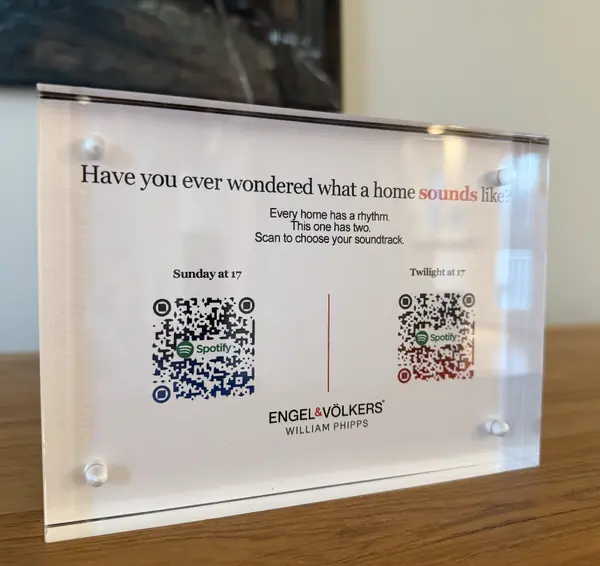 Have you ever wondered what a home sounds like?
Every home has a rhythm.
This one has two.
Scan to choose your soundtrack.
Sunday at 17
Twilight at 17
Spotify
Spotify
ENGEL&VÖLKERS
WILLIAM PHIPPS